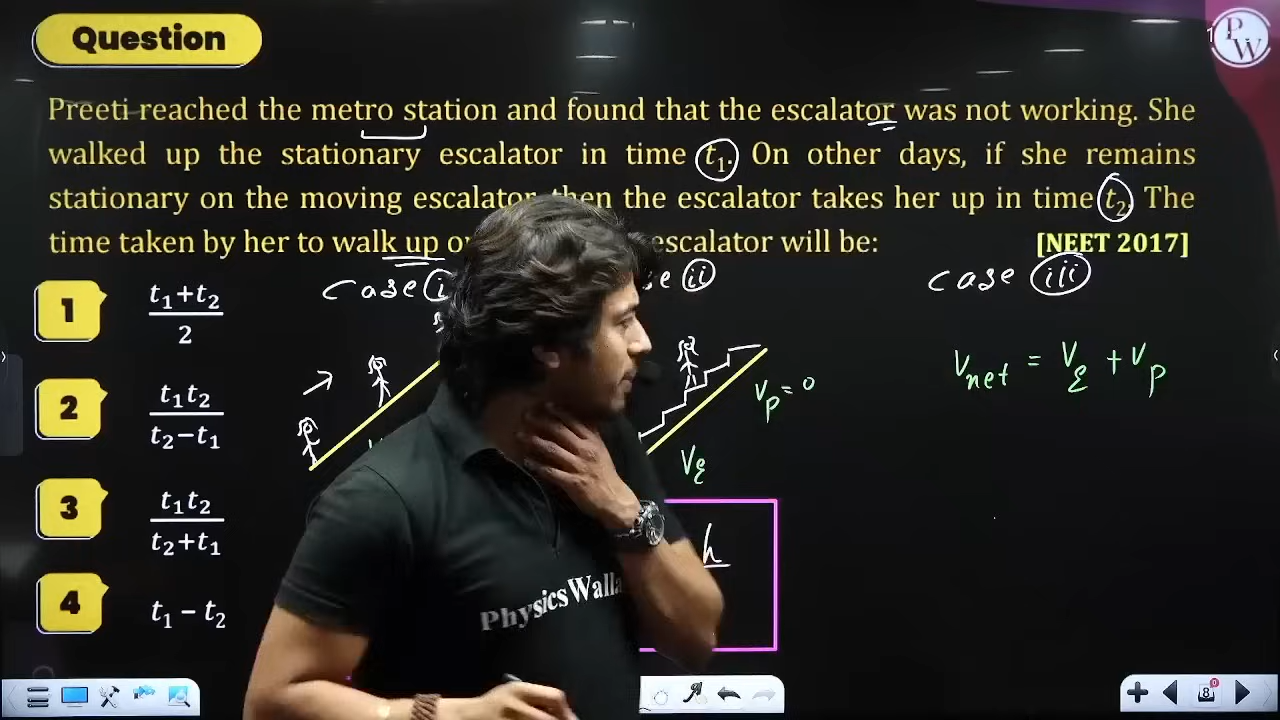 Question
PW
Preeti reached the metro station and found that the escalator was not working. She
walked up the stationary escalator in time t₁. On other days, if she remains
stationary on the moving escalator, then the escalator takes her up in time t₂. The
time taken by her to walk up escalator will be: [NEET 2017]
case i
ii
case iii
1 t₁+t₂/2
2 t₁t₂/t₂−t₁
3 t₁t₂/t₂+t₁
4 t₁ − t₂
Vp = 0
VE
Vnet = VE + Vp
h
Physics Walla
8